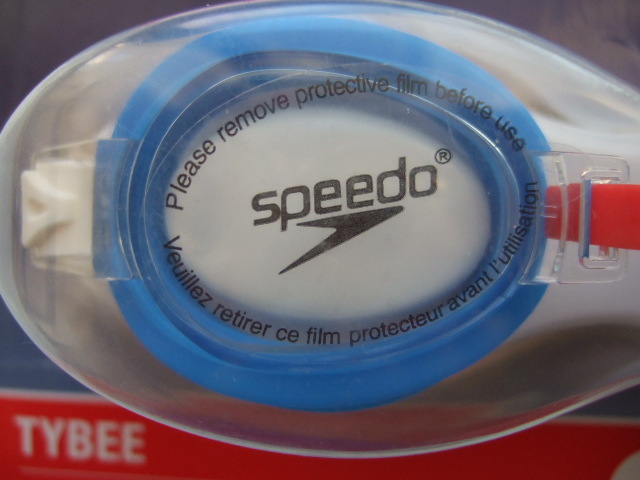 Please remove protective film before use
speedo®
Veuillez retirer ce film protecteur avant l'utilisation
TYBEE